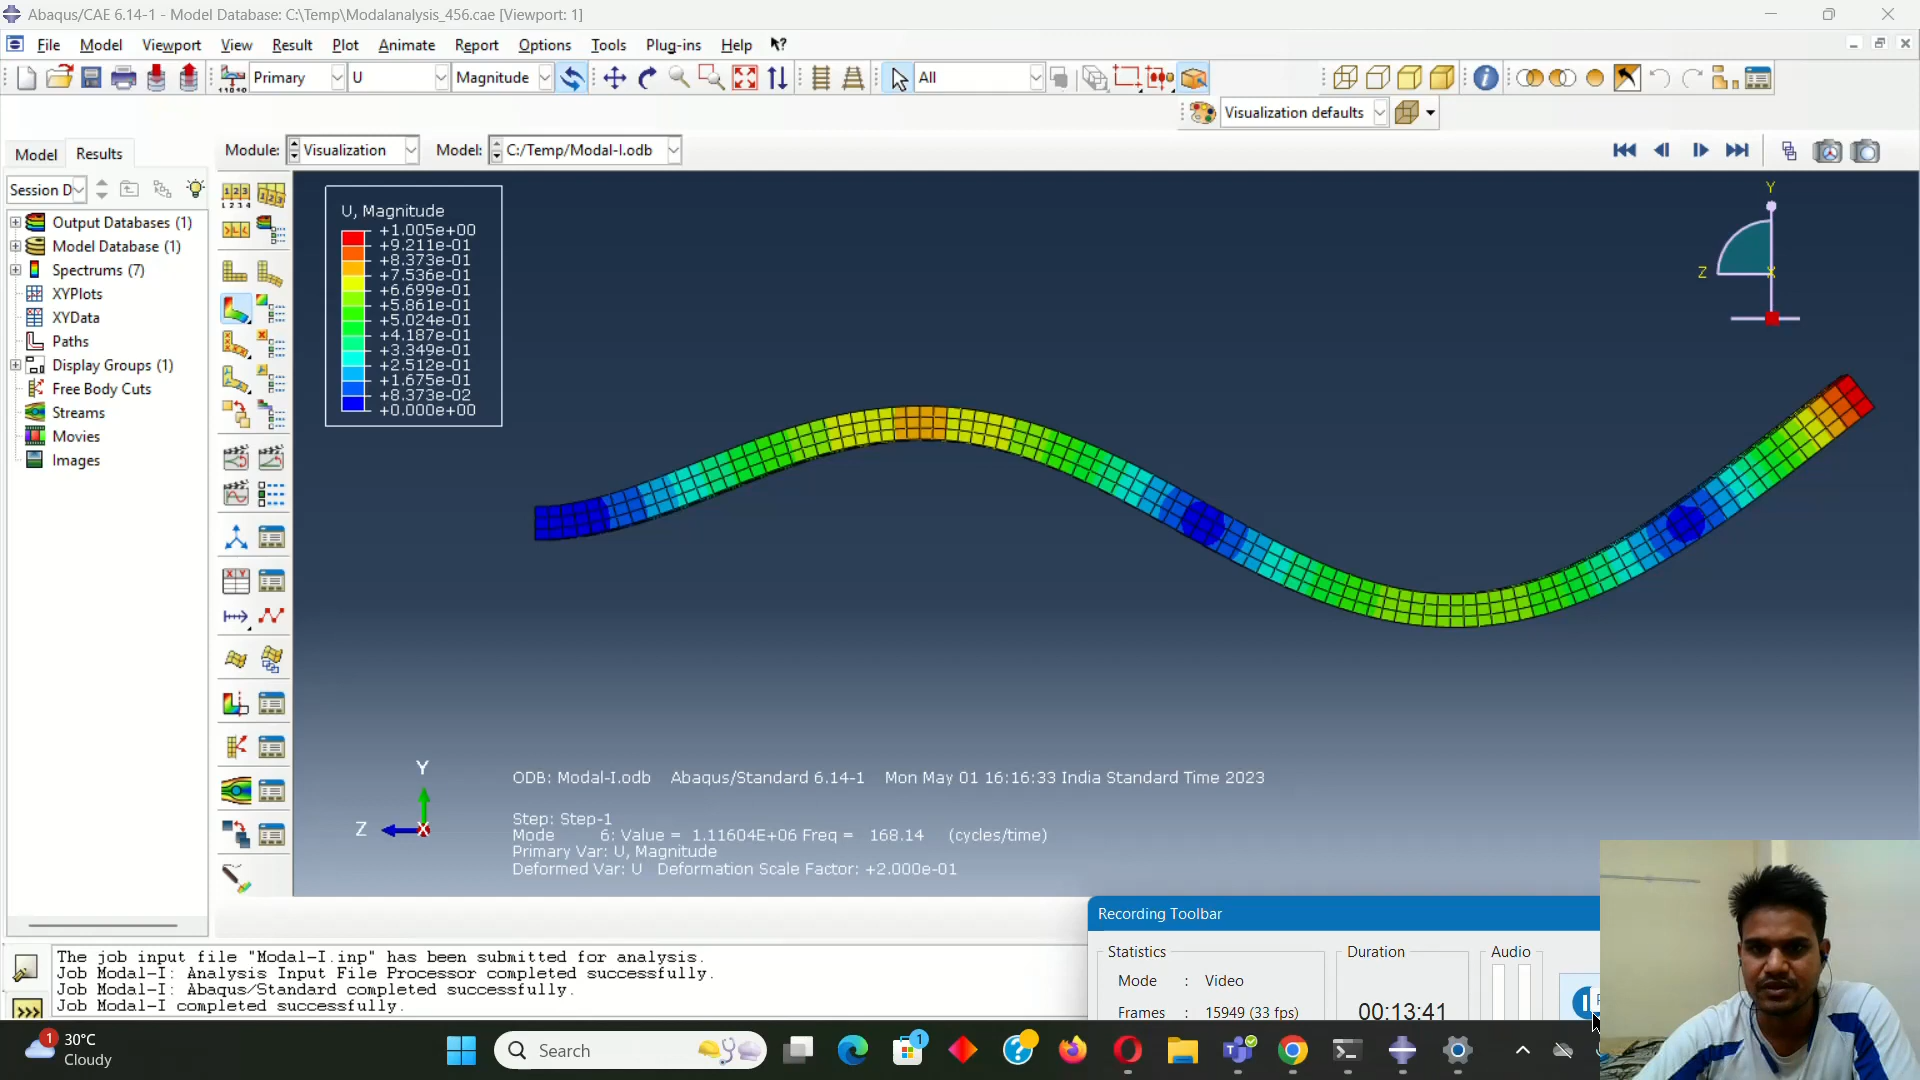 Abaqus/CAE 6.14-1 - Model Database: C:\Temp\Modalanalysis_456.cae [Viewport: 1]
File Model Viewport View Result Plot Animate Report Options Tools Plug-ins Help
Primary U Magnitude All
Visualization defaults
Model Results
Module: Visualization Model: C:/Temp/Modal-I.odb
Session D
Output Databases (1)
Model Database (1)
Spectrums (7)
XYPlots
XYData
Paths
Display Groups (1)
Free Body Cuts
Streams
Movies
Images
U, Magnitude
+1.005e+00
+9.211e-01
+8.373e-01
+7.536e-01
+6.699e-01
+5.861e-01
+5.024e-01
+4.187e-01
+3.349e-01
+2.512e-01
+1.675e-01
+8.373e-02
+0.000e+00
Y
Z X
Y
Z X
ODB: Modal-I.odb Abaqus/Standard 6.14-1 Mon May 01 16:16:33 India Standard Time 2023
Step: Step-1
Mode 6: Value = 1.11604E+06 Freq = 168.14 (cycles/time)
Primary Var: U, Magnitude
Deformed Var: U Deformation Scale Factor: +2.000e-01
The job input file "Modal-I.inp" has been submitted for analysis.
Job Modal-I: Analysis Input File Processor completed successfully.
Job Modal-I: Abaqus/Standard completed successfully.
Job Modal-I completed successfully.
Recording Toolbar
Statistics Duration Audio
Mode : Video
Frames : 15949 (33 fps) 00:13:41
1
30°C
Cloudy
Search
1